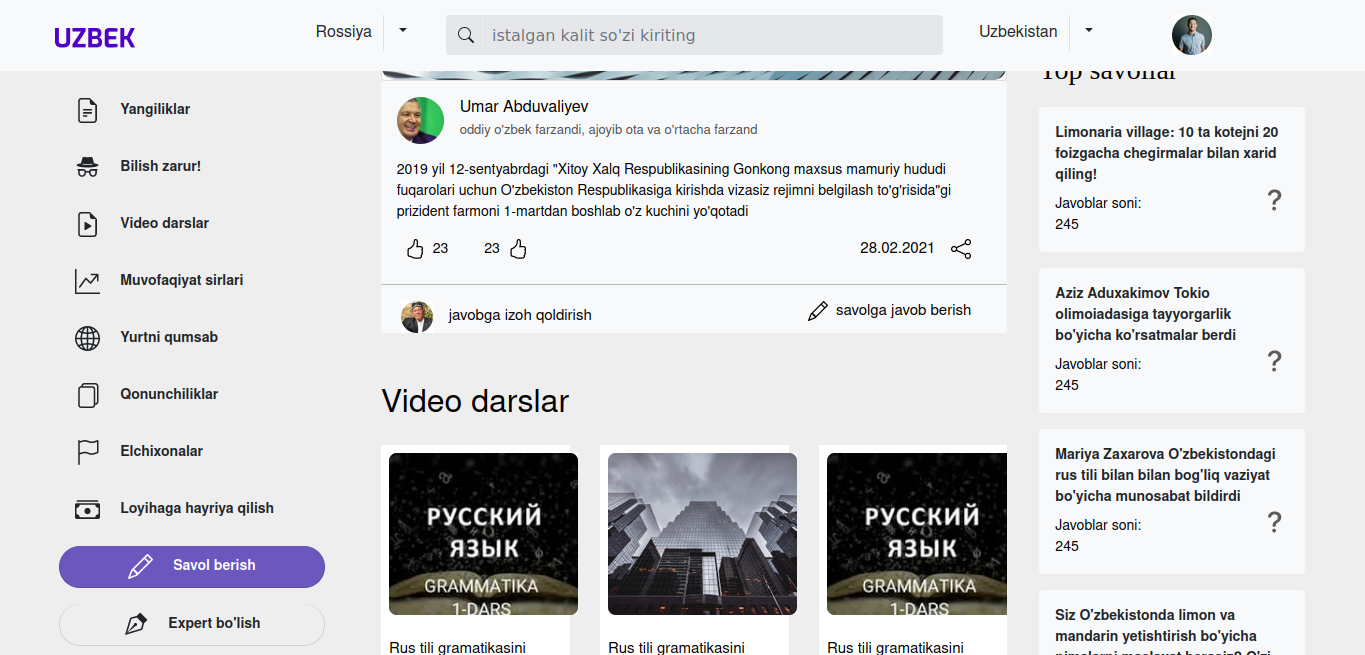 UZBEK
Rossiya
istalgan kalit so'zi kiriting
Uzbekistan
Yangiliklar
Bilish zarur!
Video darslar
Muvofaqiyat sirlari
Yurtni qumsab
Qonunchiliklar
Elchixonalar
Loyihaga hayriya qilish
Savol berish
Expert bo'lish
Umar Abduvaliyev
oddiy o'zbek farzandi, ajoyib ota va o'rtacha farzand
2019 yil 12-sentyabrdagi "Xitoy Xalq Respublikasining Gonkong maxsus mamuriy hududi
fuqarolari uchun O'zbekiston Respublikasiga kirishda vizasiz rejimni belgilash to'g'risida"gi
prizident farmoni 1-martdan boshlab o'z kuchini yo'qotadi
23
23
28.02.2021
javobga izoh qoldirish
savolga javob berish
Video darslar
РУССКИЙ
ЯЗЫК
GRAMMATIKA
1-DARS
Rus tili gramatikasini
Rus tili gramatikasini
РУССКИЙ
ЯЗЫК
GRAMMATIKA
1-DARS
Rus tili gramatikasini
Top savollar
Limonaria village: 10 ta kotejni 20
foizgacha chegirmalar bilan xarid
qiling!
Javoblar soni:
245
?
Aziz Aduxakimov Tokio
olimoiadasiga tayyorgarlik
bo'yicha ko'rsatmalar berdi
Javoblar soni:
245
?
Mariya Zaxarova O'zbekistondagi
rus tili bilan bilan bog'liq vaziyat
bo'yicha munosabat bildirdi
Javoblar soni:
245
?
Siz O'zbekistonda limon va
mandarin yetishtirish bo'yicha